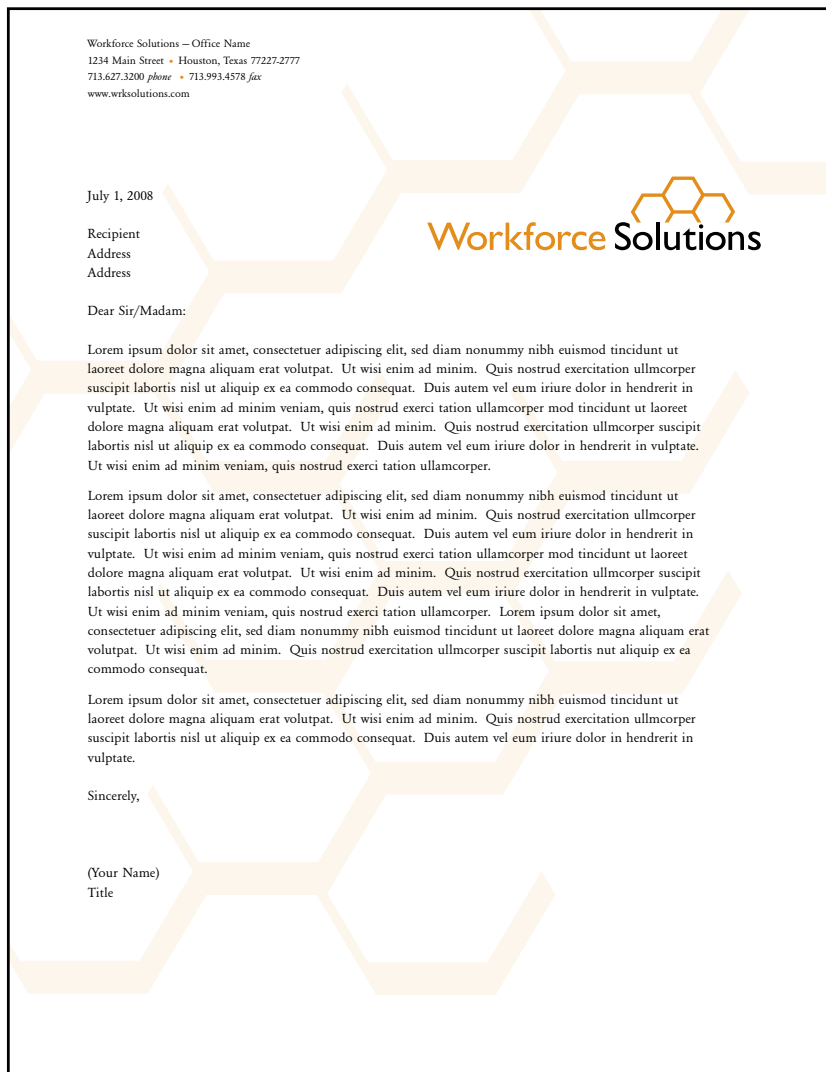 Workforce Solutions – Office Name
1234 Main Street • Houston, Texas 77227-2777
713.627.3200 phone • 713.993.4578 fax
www.wrksolutions.com
July 1, 2008
Workforce Solutions
Recipient
Address
Address
Dear Sir/Madam:
Lorem ipsum dolor sit amet, consectetuer adipiscing elit, sed diam nonummy nibh euismod tincidunt ut
laoreet dolore magna aliquam erat volutpat. Ut wisi enim ad minim. Quis nostrud exercitation ullmcorper
suscipit labortis nisl ut aliquip ex ea commodo consequat. Duis autem vel eum iriure dolor in hendrerit in
vulptate. Ut wisi enim ad minim veniam, quis nostrud exerci tation ullamcorper mod tincidunt ut laoreet
dolore magna aliquam erat volutpat. Ut wisi enim ad minim. Quis nostrud exercitation ullmcorper suscipit
labortis nisl ut aliquip ex ea commodo consequat. Duis autem vel eum iriure dolor in hendrerit in vulptate.
Ut wisi enim ad minim veniam, quis nostrud exerci tation ullamcorper.
Lorem ipsum dolor sit amet, consectetuer adipiscing elit, sed diam nonummy nibh euismod tincidunt ut
laoreet dolore magna aliquam erat volutpat. Ut wisi enim ad minim. Quis nostrud exercitation ullmcorper
suscipit labortis nisl ut aliquip ex ea commodo consequat. Duis autem vel eum iriure dolor in hendrerit in
vulptate. Ut wisi enim ad minim veniam, quis nostrud exerci tation ullamcorper mod tincidunt ut laoreet
dolore magna aliquam erat volutpat. Ut wisi enim ad minim. Quis nostrud exercitation ullmcorper suscipit
labortis nisl ut aliquip ex ea commodo consequat. Duis autem vel eum iriure dolor in hendrerit in vulptate.
Ut wisi enim ad minim veniam, quis nostrud exerci tation ullamcorper. Lorem ipsum dolor sit amet,
consectetuer adipiscing elit, sed diam nonummy nibh euismod tincidunt ut laoreet dolore magna aliquam erat
volutpat. Ut wisi enim ad minim. Quis nostrud exercitation ullmcorper suscipit labortis nut aliquip ex ea
commodo consequat.
Lorem ipsum dolor sit amet, consectetuer adipiscing elit, sed diam nonummy nibh euismod tincidunt ut
laoreet dolore magna aliquam erat volutpat. Ut wisi enim ad minim. Quis nostrud exercitation ullmcorper
suscipit labortis nisl ut aliquip ex ea commodo consequat. Duis autem vel eum iriure dolor in hendrerit in
vulptate.
Sincerely,
(Your Name)
Title